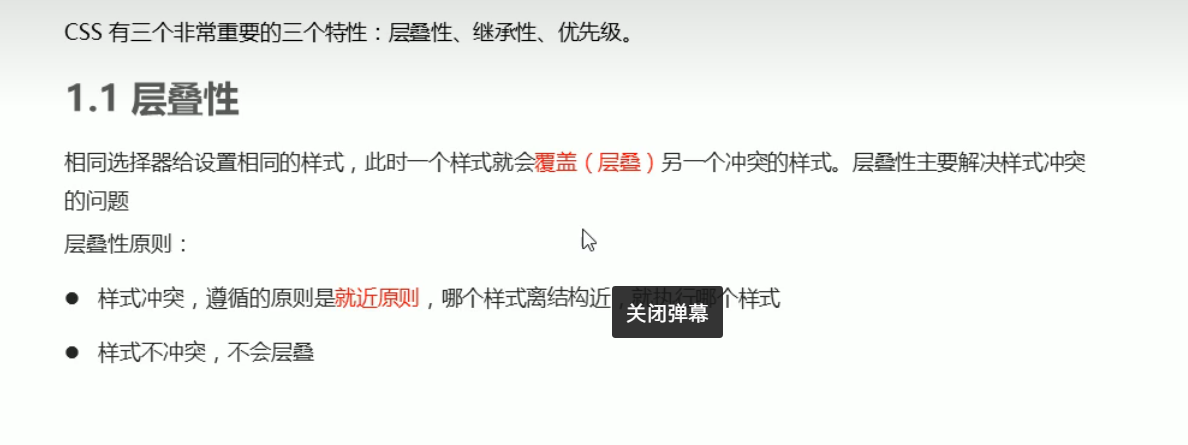 CSS 有三个非常重要的三个特性：层叠性、继承性、优先级。
1.1 层叠性
相同选择器给设置相同的样式，此时一个样式就会覆盖（层叠）另一个冲突的样式。层叠性主要解决样式冲突
的问题
层叠性原则：
● 样式冲突，遵循的原则是就近原则，哪个样式离结构近，就执行哪个样式
关闭弹幕
● 样式不冲突，不会层叠